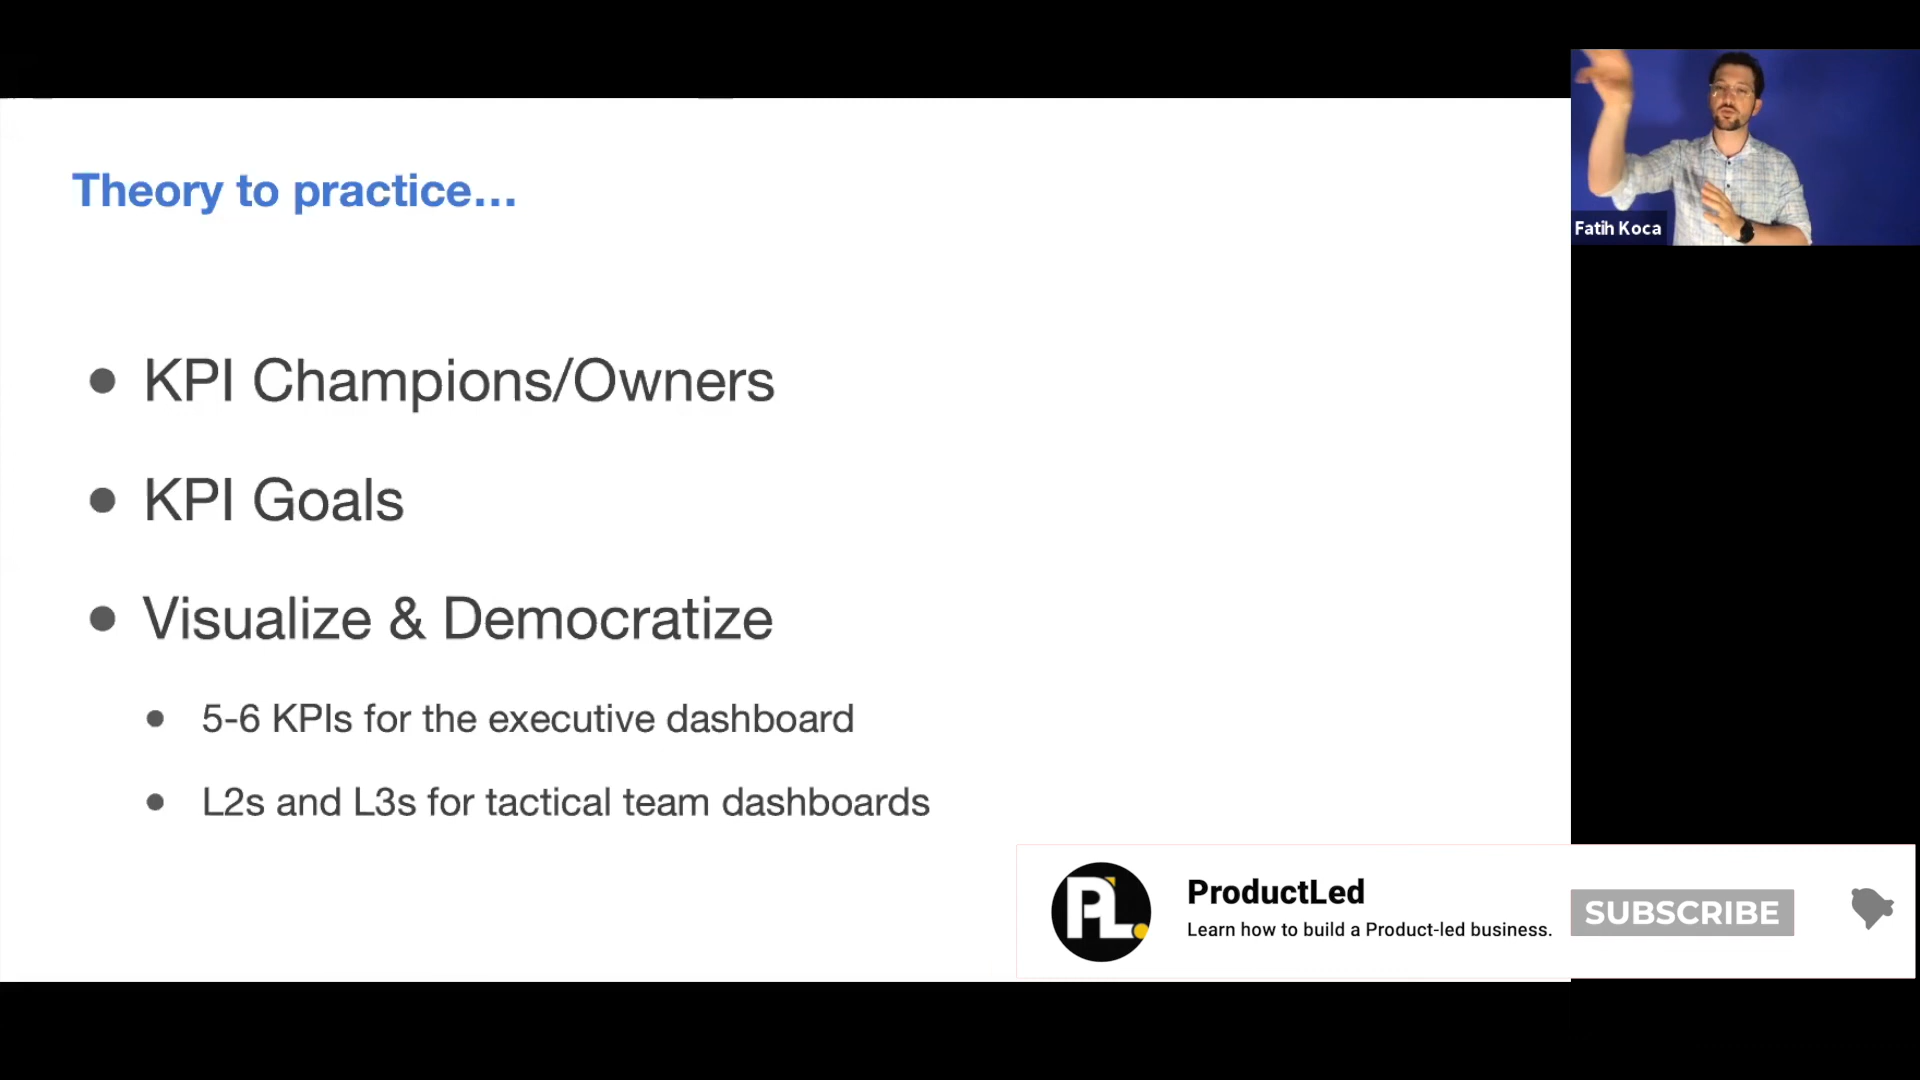 Theory to practice...
Fatih Koca
• KPI Champions/Owners
• KPI Goals
• Visualize & Democratize
• 5-6 KPIs for the executive dashboard
• L2s and L3s for tactical team dashboards
PL.
ProductLed
Learn how to build a Product-led business.
SUBSCRIBE